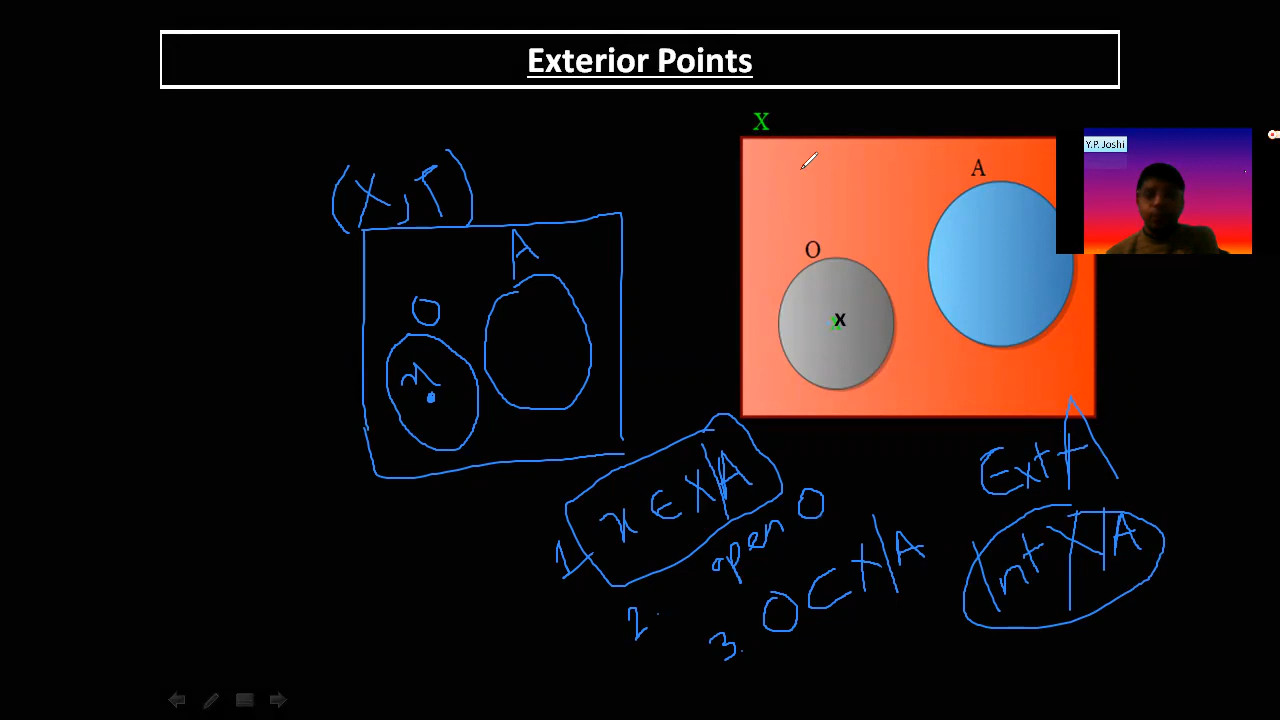 Exterior Points
X
Y.P. Joshi
(X, T)
A
A
O
O
x
x
Ext A
1, x ∈ X\A
open O
Int X\A
2.
3. O ⊂ X\A